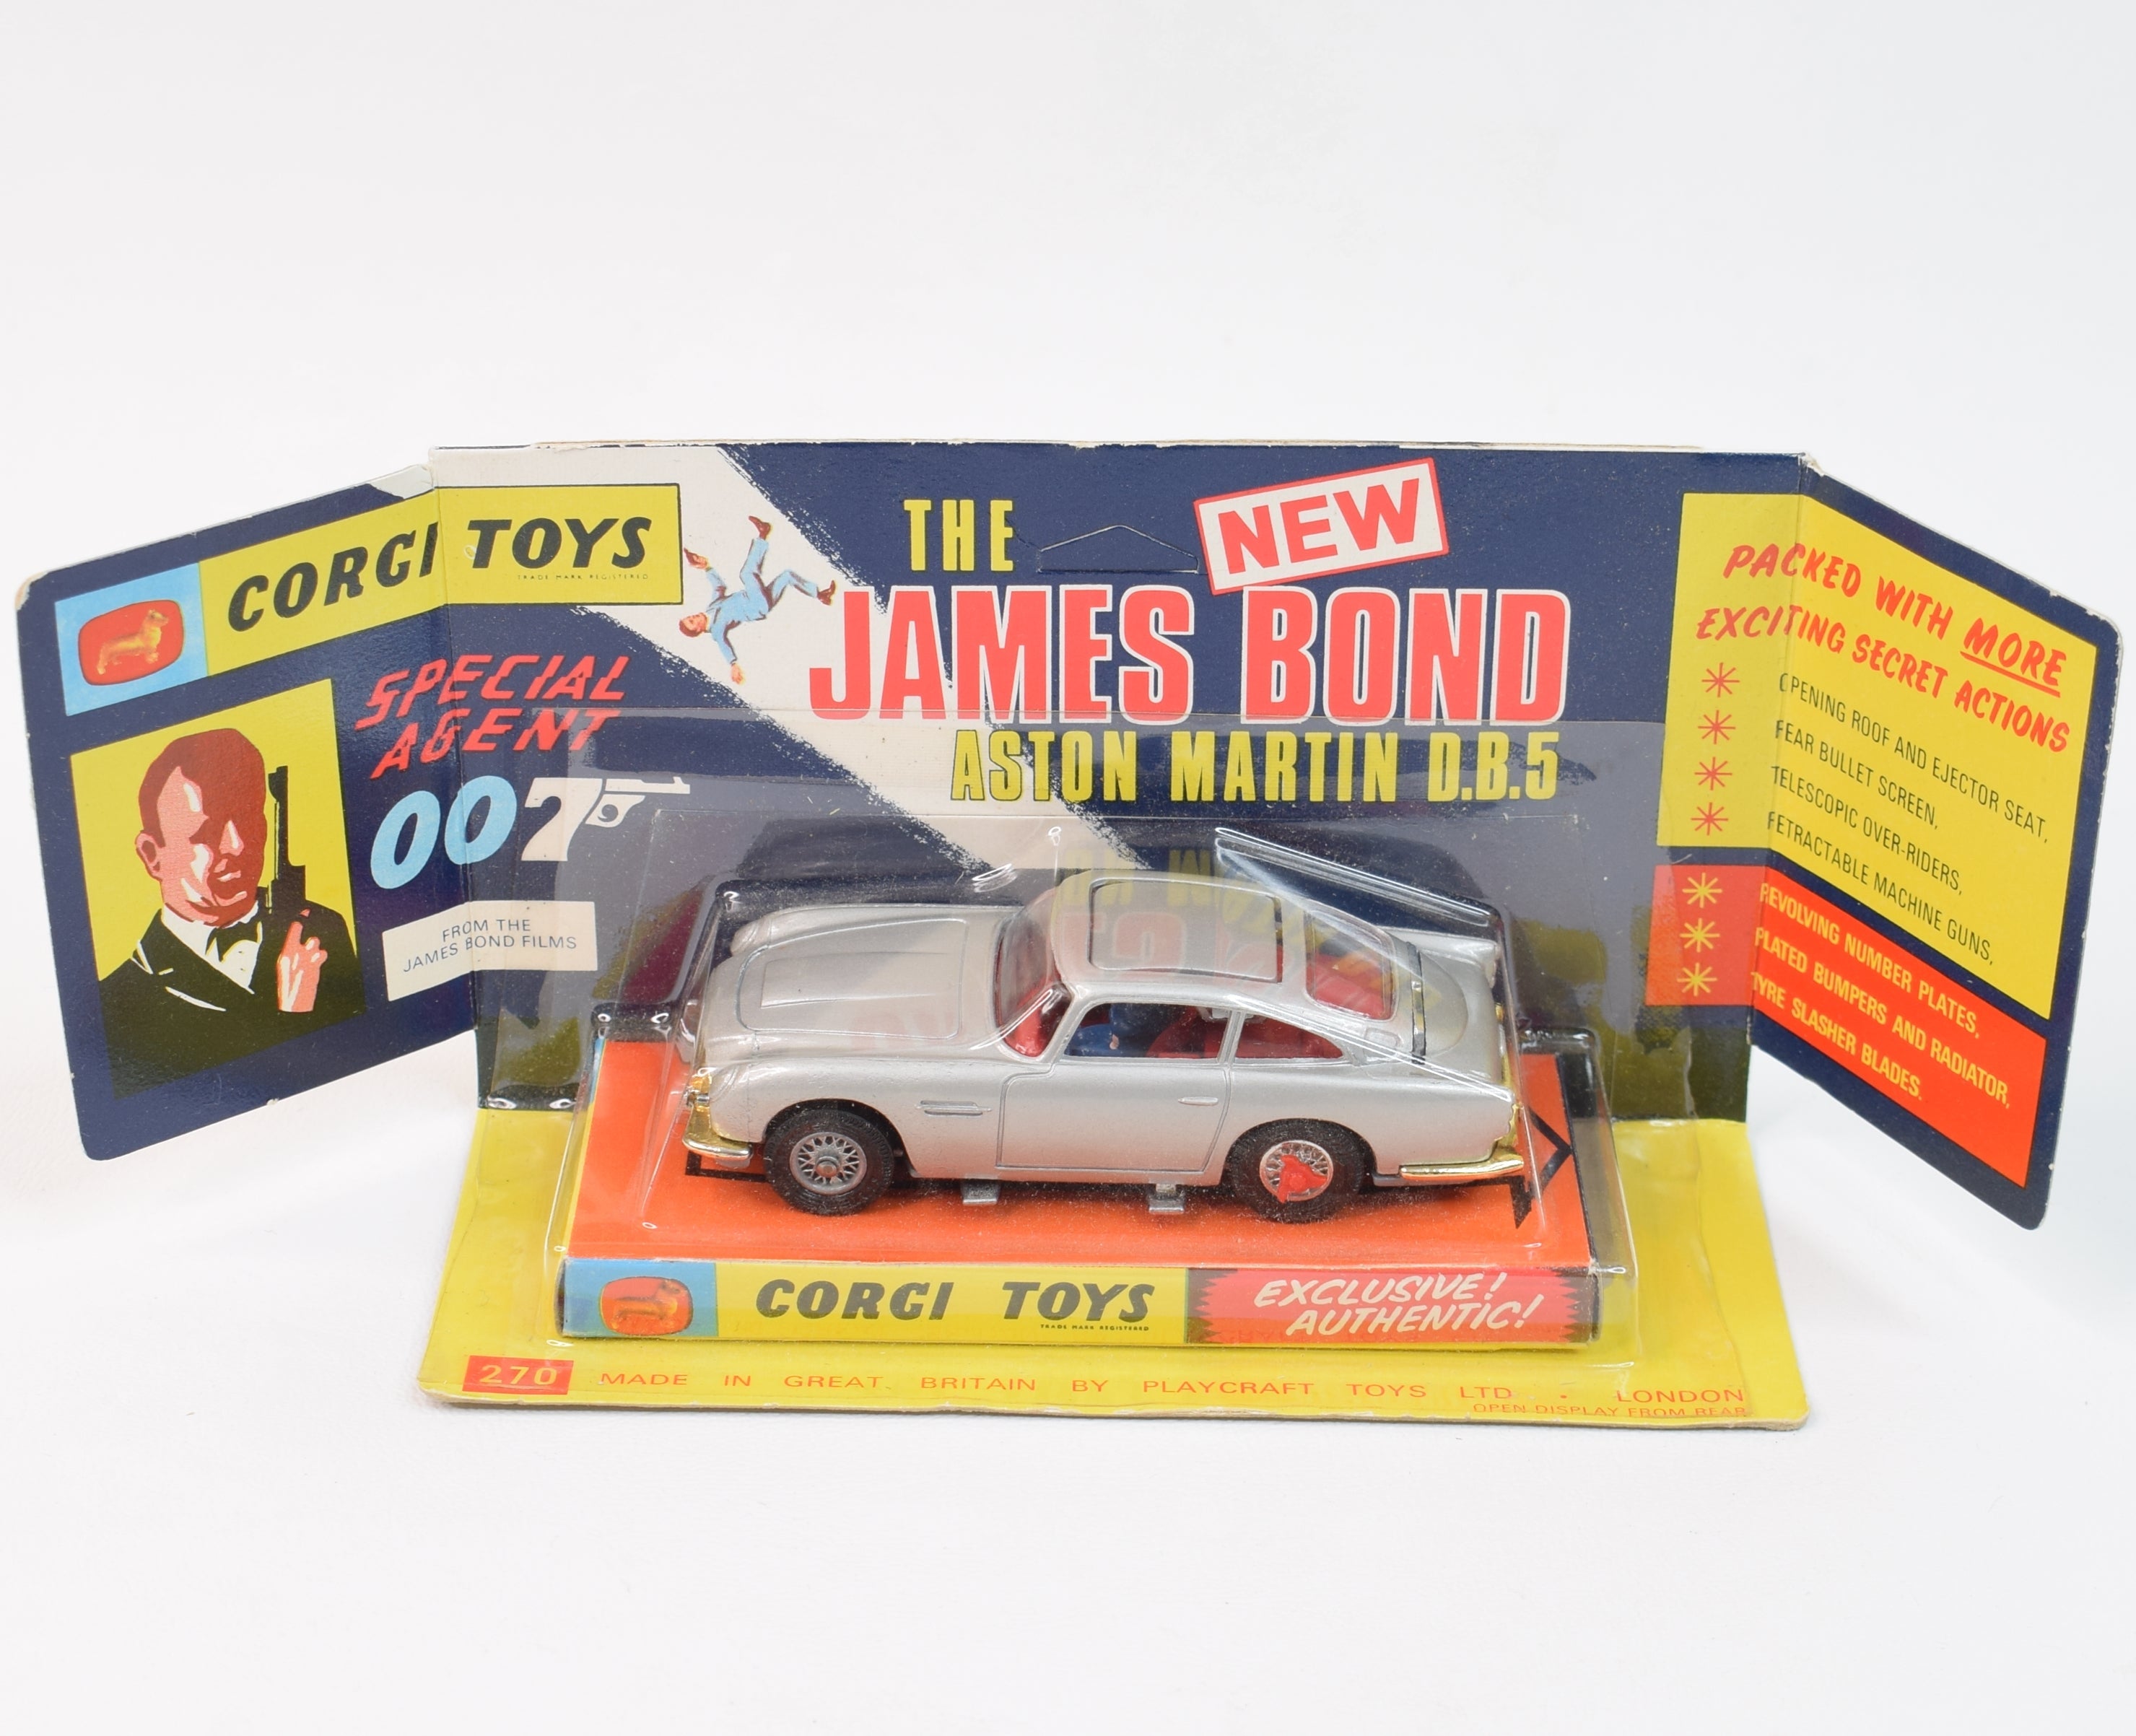 CORGI TOYS
TRADE MARK REGISTERED
SPECIAL
AGENT
007
FROM THE
JAMES BOND FILMS
THE
NEW
JAMES BOND
ASTON MARTIN D.B.5
PACKED WITH MORE
EXCITING SECRET ACTIONS
OPENING ROOF AND EJECTOR SEAT,
REAR BULLET SCREEN,
TELESCOPIC OVER-RIDERS,
RETRACTABLE MACHINE GUNS,
REVOLVING NUMBER PLATES,
PLATED BUMPERS AND RADIATOR,
TYRE SLASHER BLADES.
CORGI TOYS
TRADE MARK REGISTERED
EXCLUSIVE!
AUTHENTIC!
270 MADE IN GREAT BRITAIN BY PLAYCRAFT TOYS LTD. . LONDON
OPEN DISPLAY FROM REAR